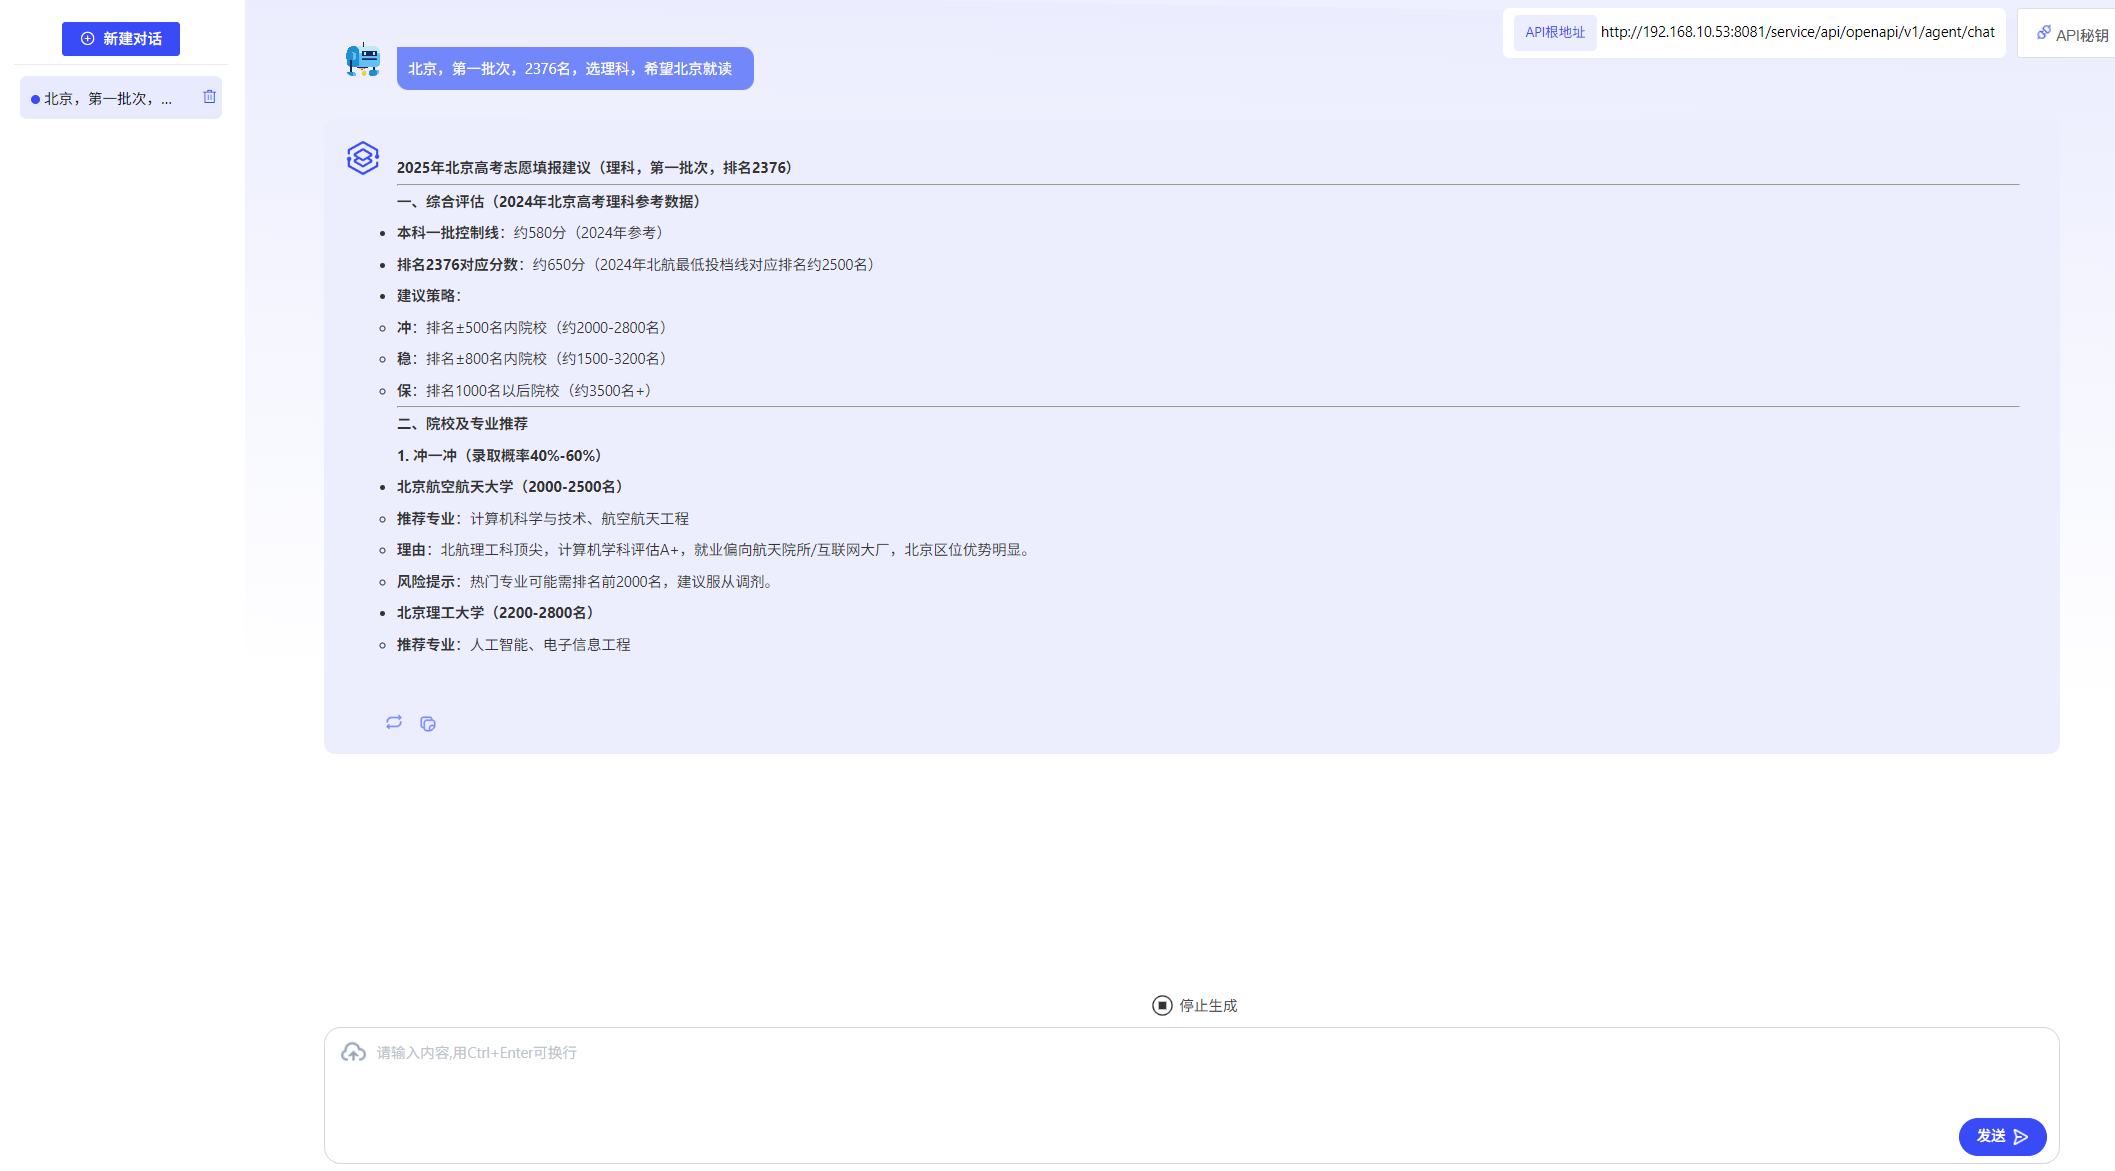 新建对话
北京，第一批次，...
API根地址 http://192.168.10.53:8081/service/api/openapi/v1/agent/chat
API秘钥
北京，第一批次，2376名，选理科，希望北京就读
2025年北京高考志愿填报建议（理科，第一批次，排名2376）
一、综合评估（2024年北京高考理科参考数据）
本科一批控制线：约580分（2024年参考）
排名2376对应分数：约650分（2024年北航最低投档线对应排名约2500名）
建议策略：
冲：排名±500名内院校（约2000-2800名）
稳：排名±800名内院校（约1500-3200名）
保：排名1000名以后院校（约3500名+）
二、院校及专业推荐
1. 冲一冲（录取概率40%-60%）
北京航空航天大学（2000-2500名）
推荐专业：计算机科学与技术、航空航天工程
理由：北航理工科顶尖，计算机学科评估A+，就业偏向航天院所/互联网大厂，北京区位优势明显。
风险提示：热门专业可能需排名前2000名，建议服从调剂。
北京理工大学（2200-2800名）
推荐专业：人工智能、电子信息工程
停止生成
请输入内容,用Ctrl+Enter可换行
发送